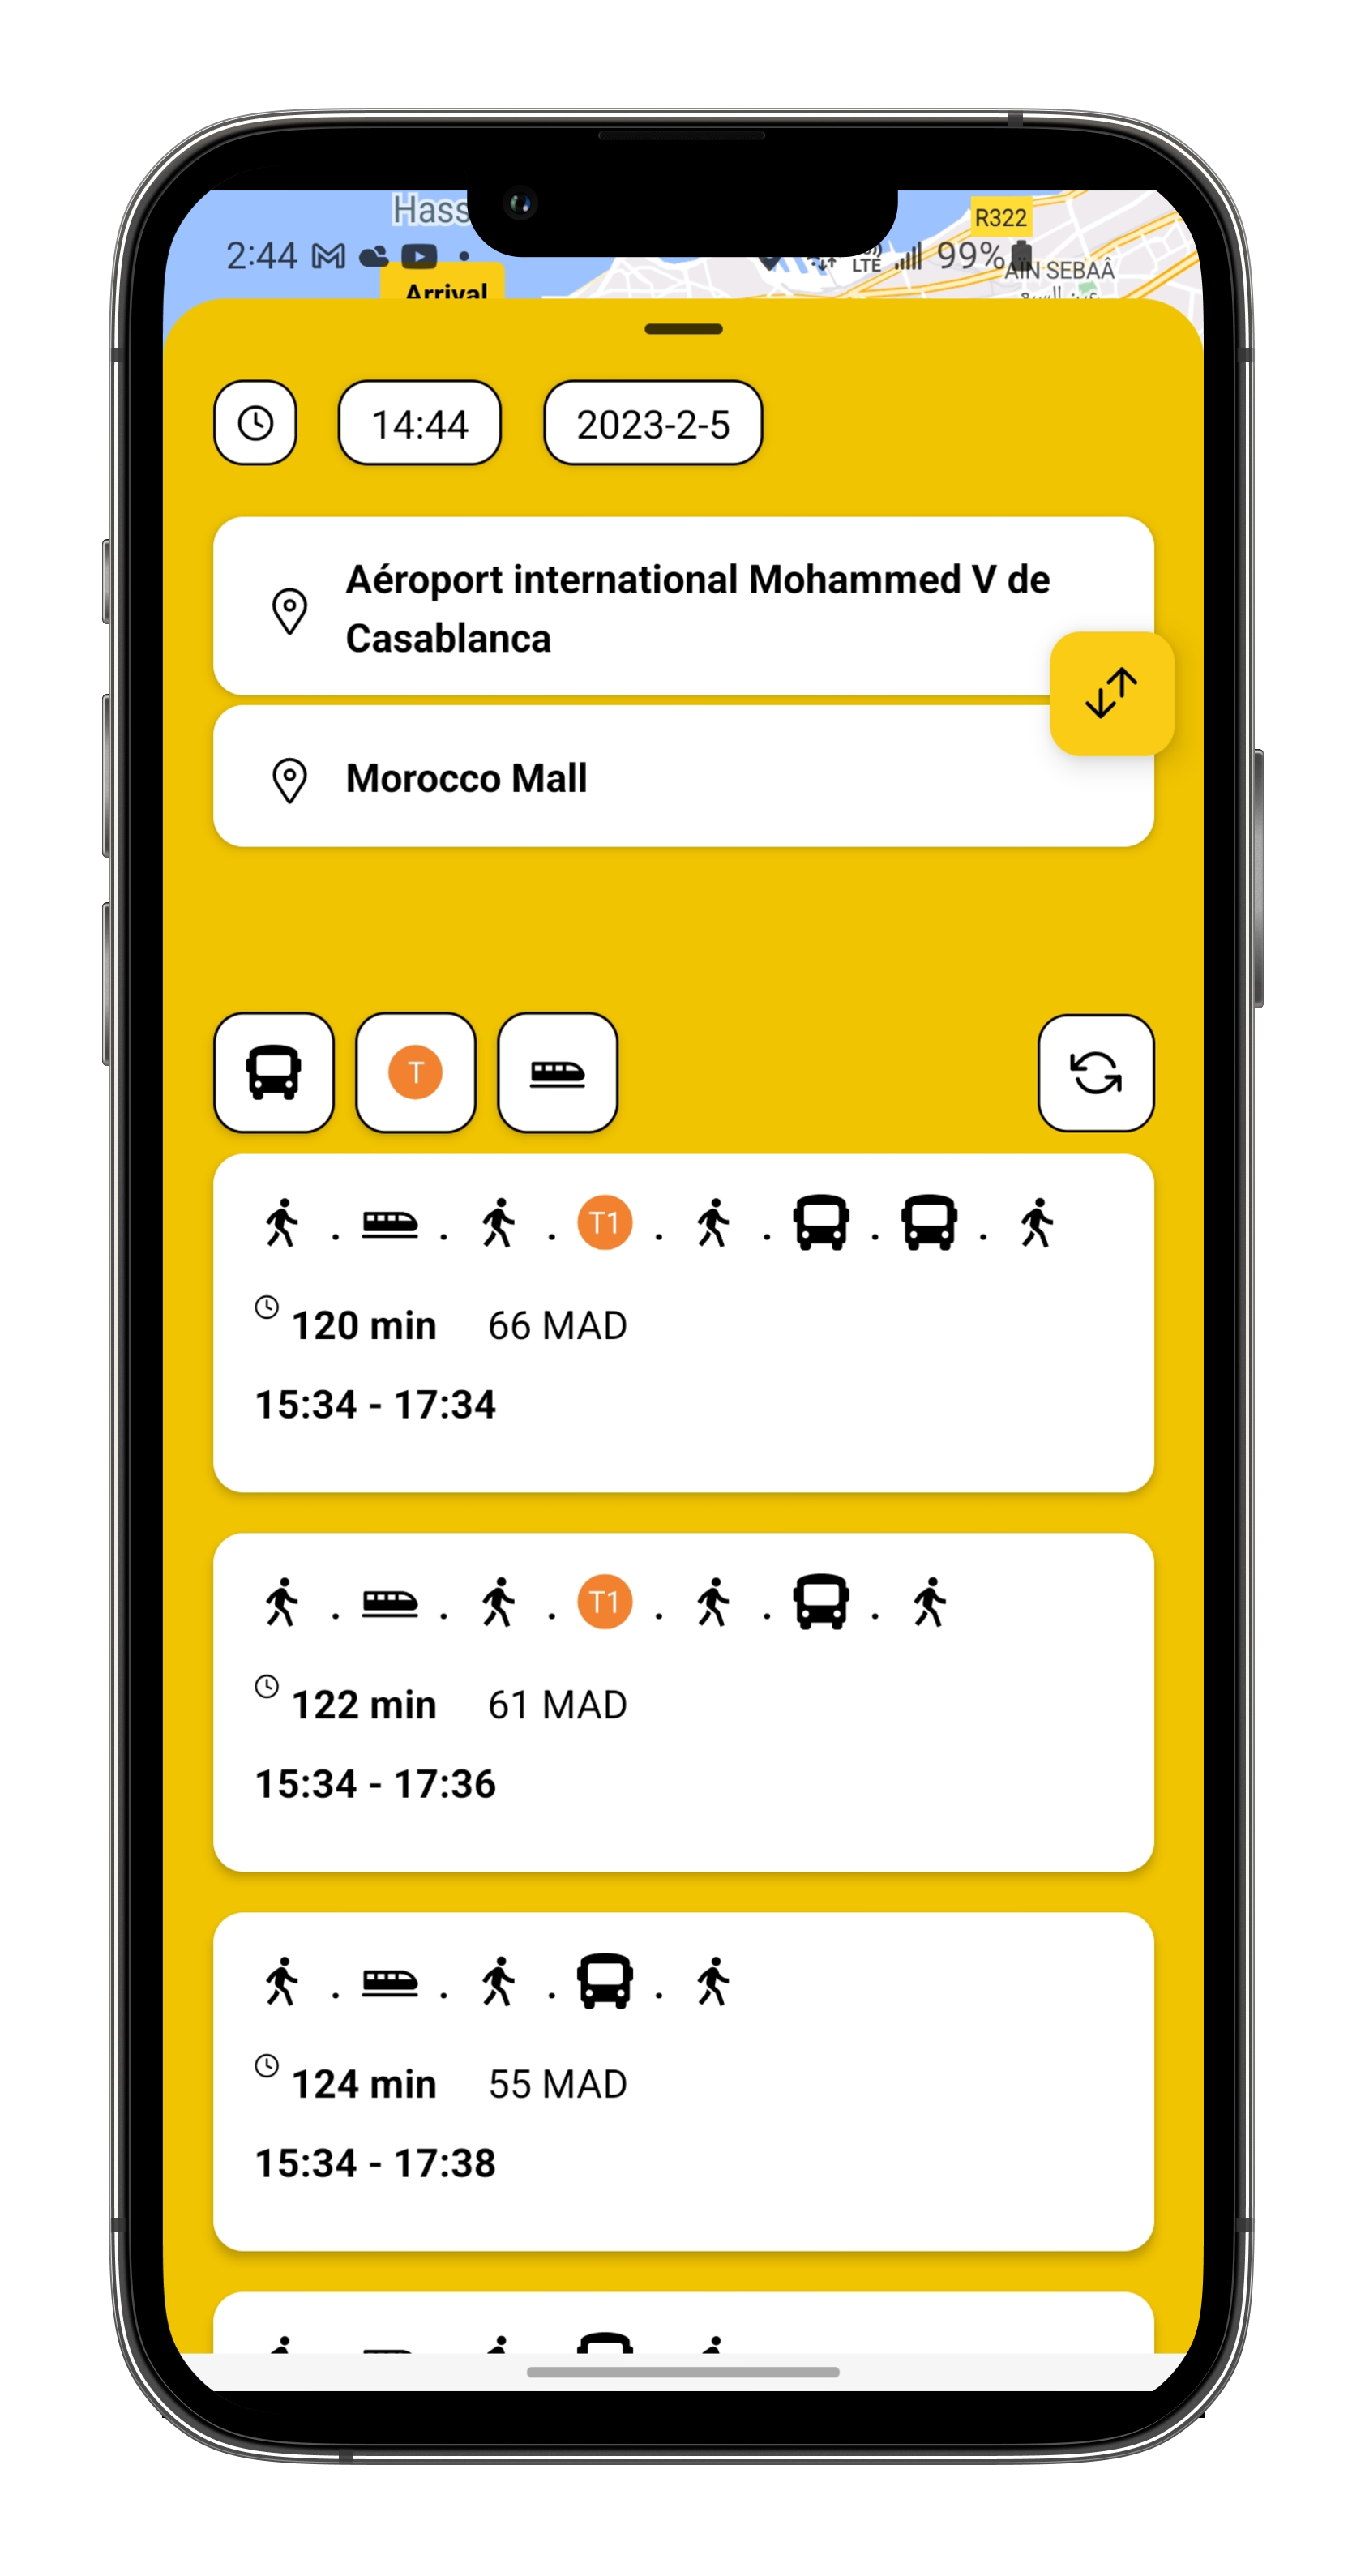 Hass
R322
2:44
LTE 99%
AÏN SEBAÂ
Arrival
14:44 2023-2-5
Aéroport international Mohammed V de
Casablanca
Morocco Mall
T
T1
120 min 66 MAD
15:34 - 17:34
T1
122 min 61 MAD
15:34 - 17:36
124 min 55 MAD
15:34 - 17:38